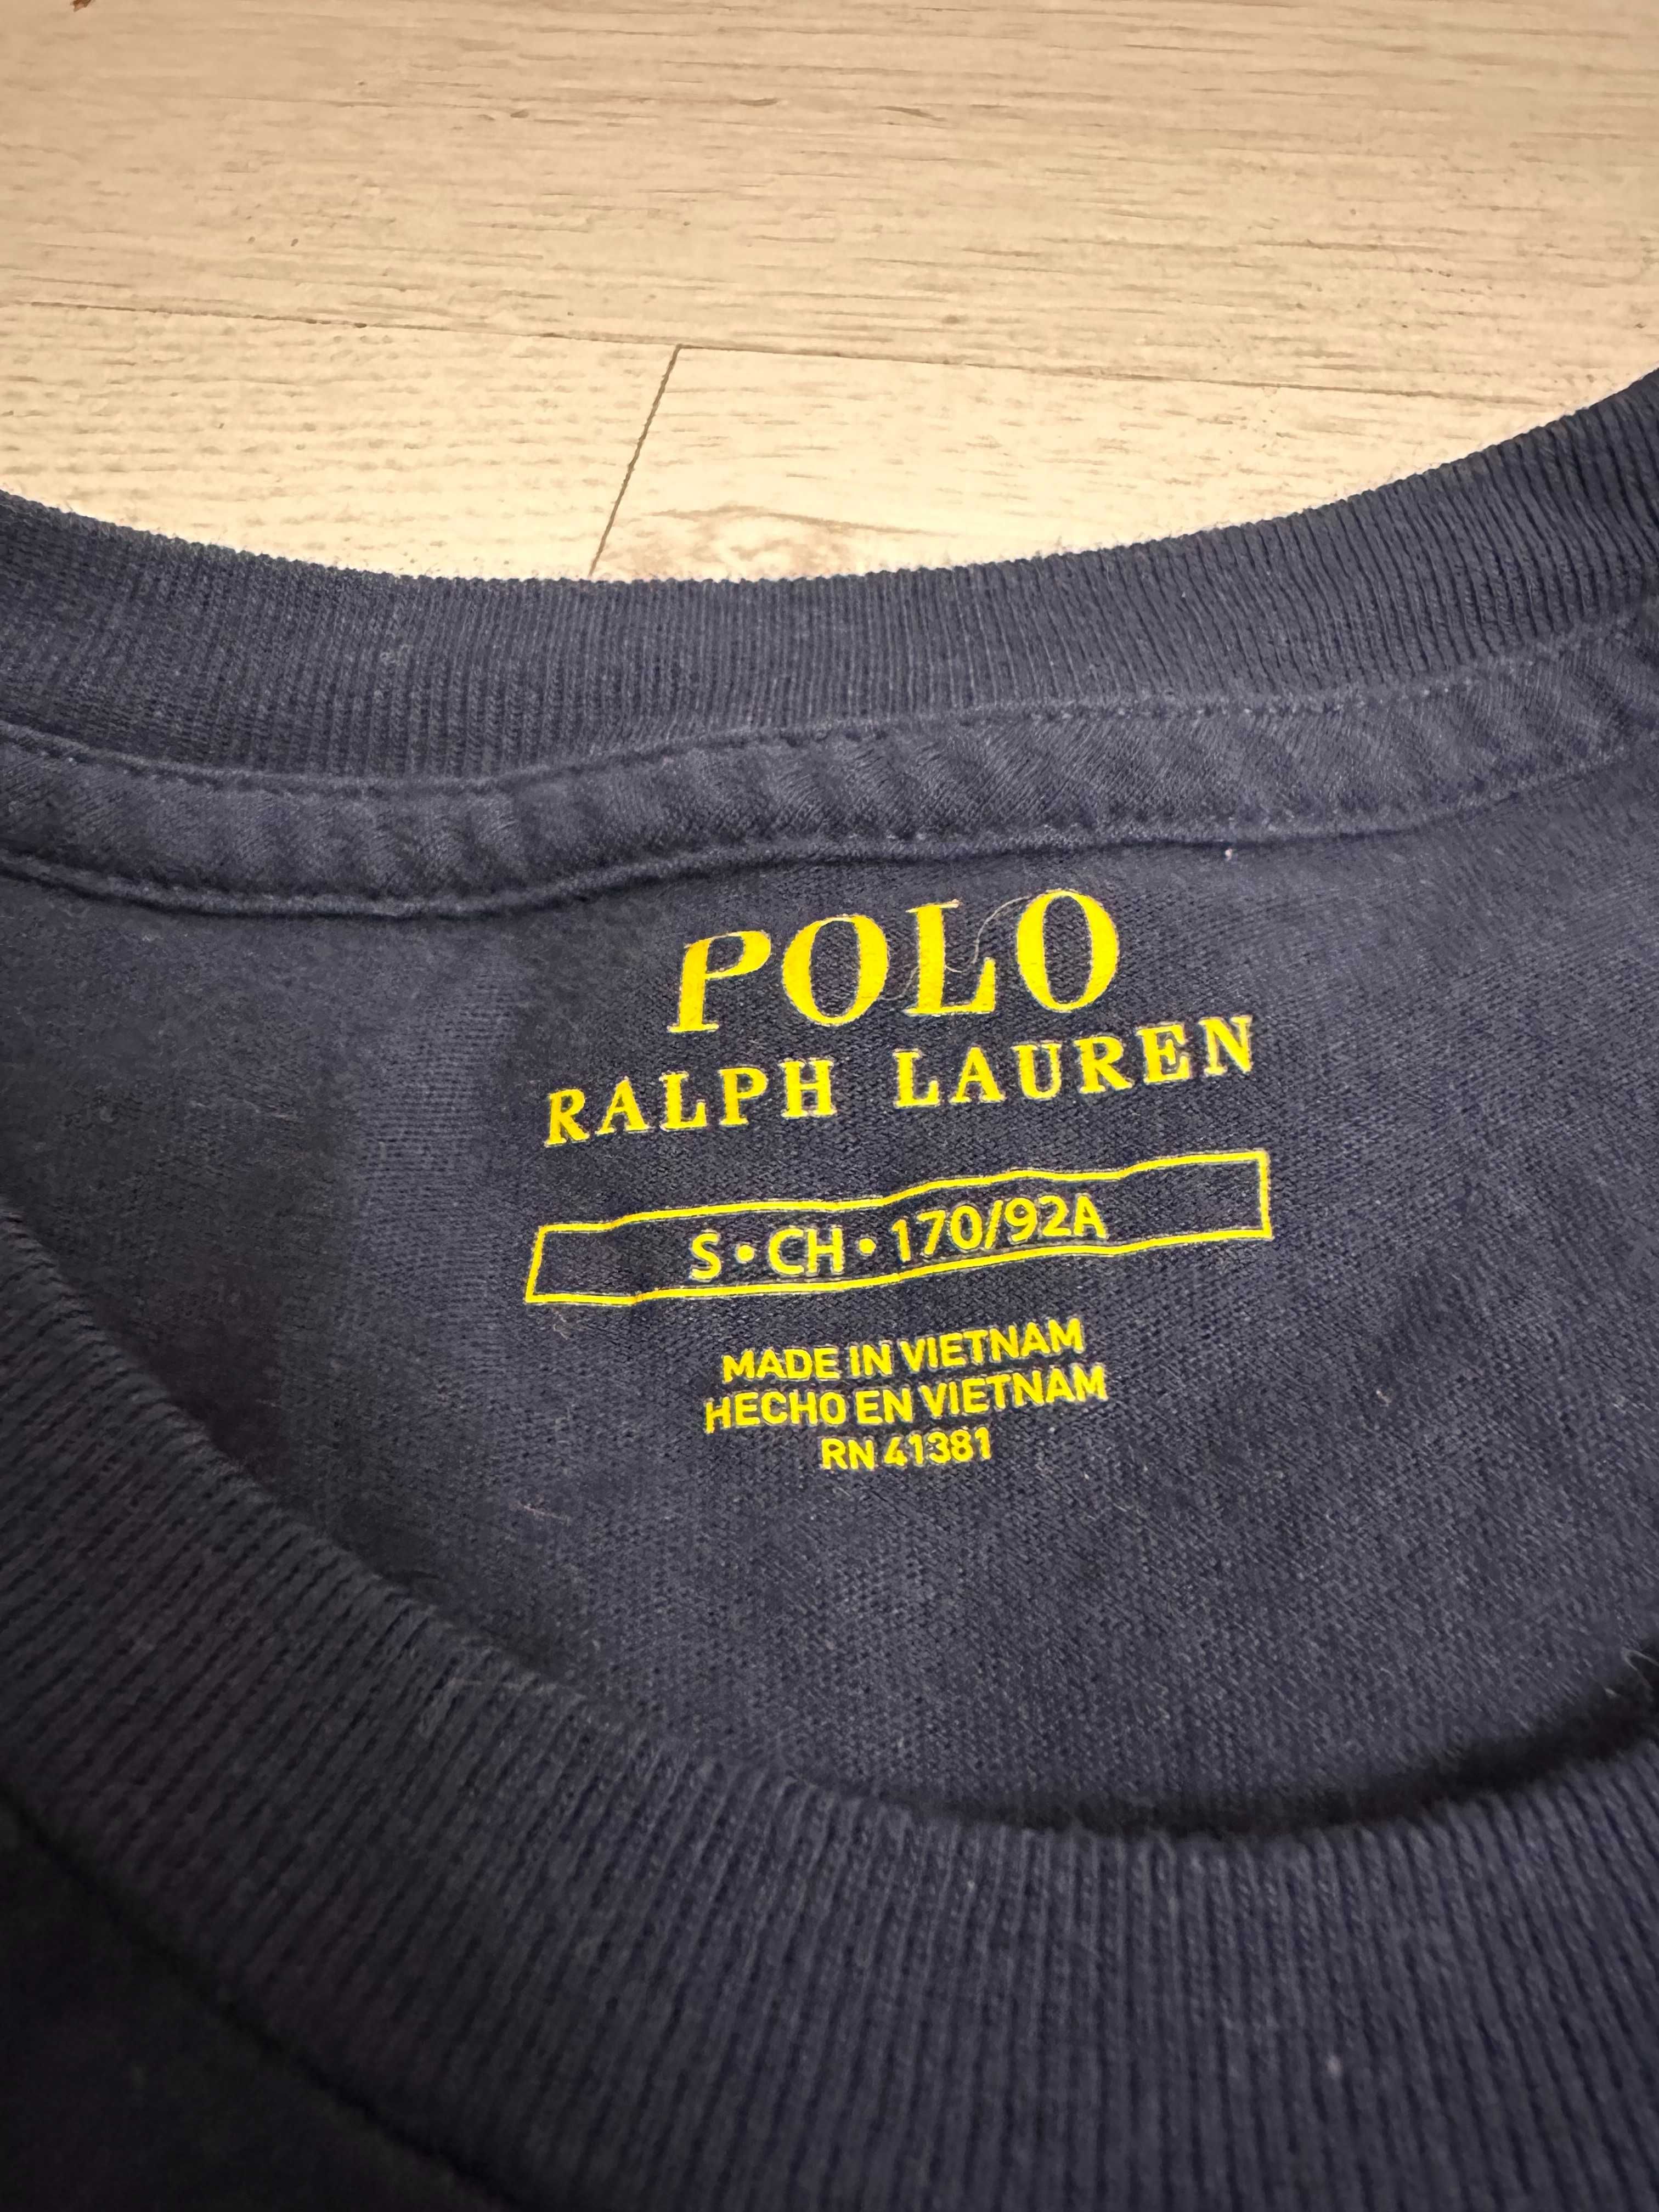 POLO
RALPH LAUREN
S•CH•170/92A
MADE IN VIETNAM
HECHO EN VIETNAM
RN 41381